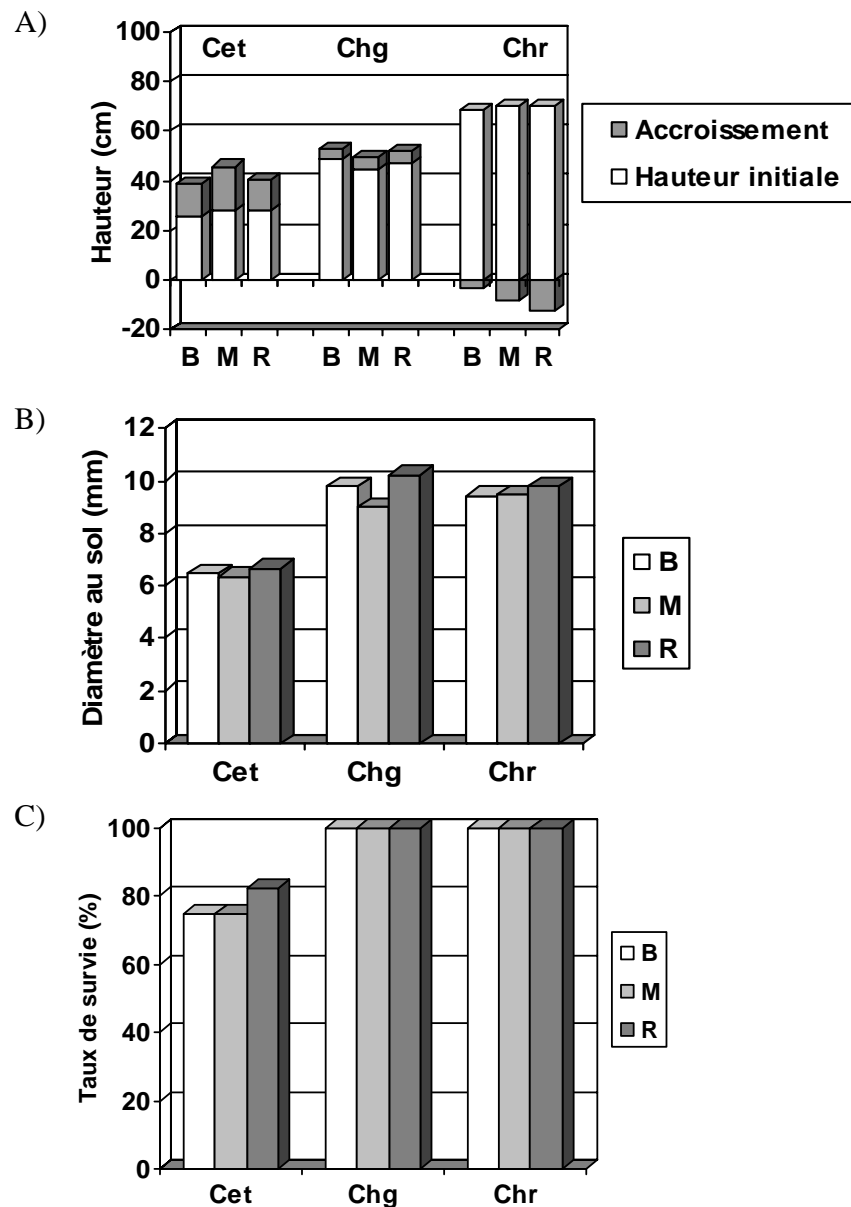 A)
100
80
60
40
20
0
-20
Hauteur (cm)
Cet Chg Chr
B M R B M R B M R
Accroissement
Hauteur initiale
B)
12
10
8
6
4
2
0
Diamètre au sol (mm)
Cet Chg Chr
B
M
R
C)
100
80
60
40
20
0
Taux de survie (%)
Cet Chg Chr
B
M
R